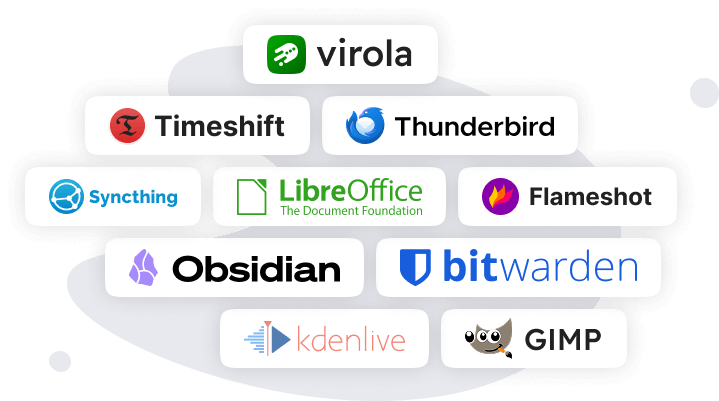 virola
Timeshift
Thunderbird
Syncthing
LibreOffice
The Document Foundation
Flameshot
Obsidian
bitwarden
kdenlive
GIMP